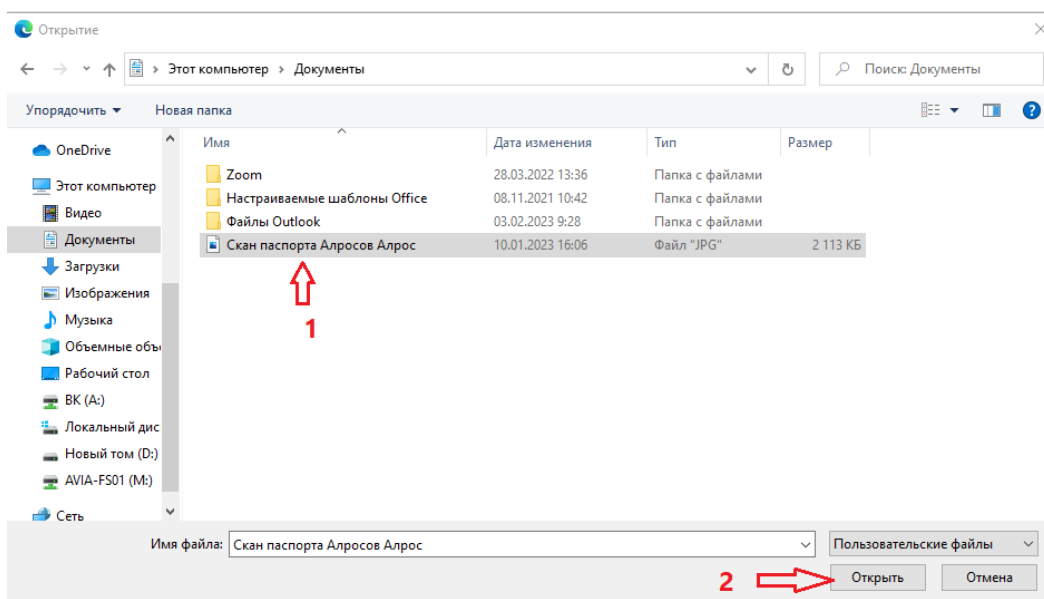 Открытие
Этот компьютер › Документы
Поиск: Документы
Упорядочить Новая папка
?
Имя Дата изменения Тип Размер
OneDrive
Этот компьютер
Видео
Документы
Загрузки
Изображения
Музыка
Объемные объ
Рабочий стол
ВК (A:)
Локальный дис
Новый том (D:)
AVIA-FS01 (M:)
Сеть
Zoom 28.03.2022 13:36 Папка с файлами
Настраиваемые шаблоны Office 08.11.2021 10:42 Папка с файлами
Файлы Outlook 03.02.2023 9:28 Папка с файлами
Скан паспорта Алросов Алрос 10.01.2023 16:06 Файл "JPG" 2 113 КБ
1
Имя файла: Скан паспорта Алросов Алрос Пользовательские файлы
2 Открыть Отмена